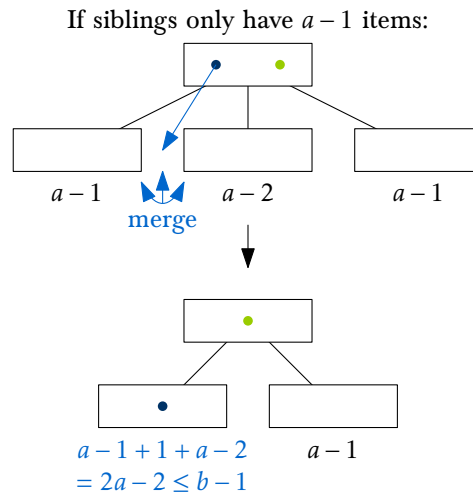 If siblings only have a − 1 items:
a − 1 a − 2 a − 1
merge
a − 1 + 1 + a − 2 a − 1
= 2a − 2 ≤ b − 1